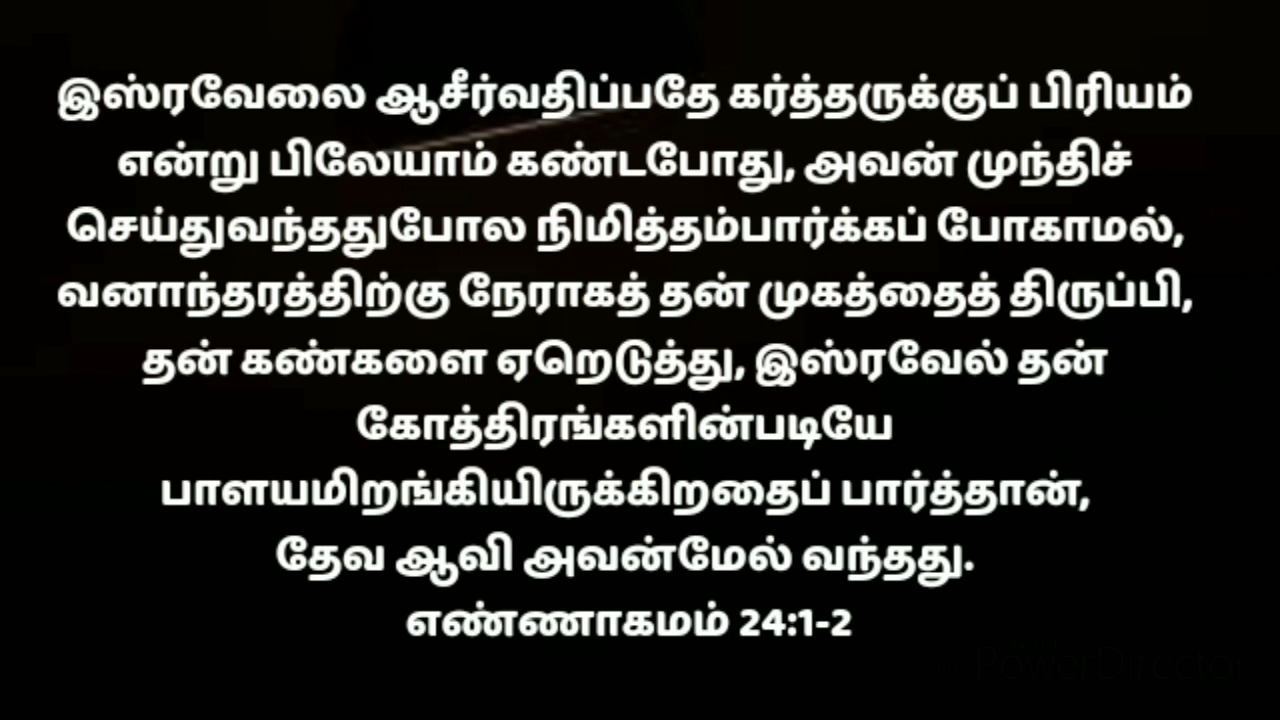 இஸ்ரவேலை ஆசீர்வதிப்பதே கர்த்தருக்குப் பிரியம்
என்று பிலேயாம் கண்டபோது, அவன் முந்திச்
செய்துவந்ததுபோல நிமித்தம்பார்க்கப் போகாமல்,
வனாந்தரத்திற்கு நேராகத் தன் முகத்தைத் திருப்பி,
தன் கண்களை ஏறெடுத்து, இஸ்ரவேல் தன்
கோத்திரங்களின்படியே
பாளயமிறங்கியிருக்கிறதைப் பார்த்தான்,
தேவ ஆவி அவன்மேல் வந்தது.
எண்ணாகமம் 24:1-2
PowerDirector